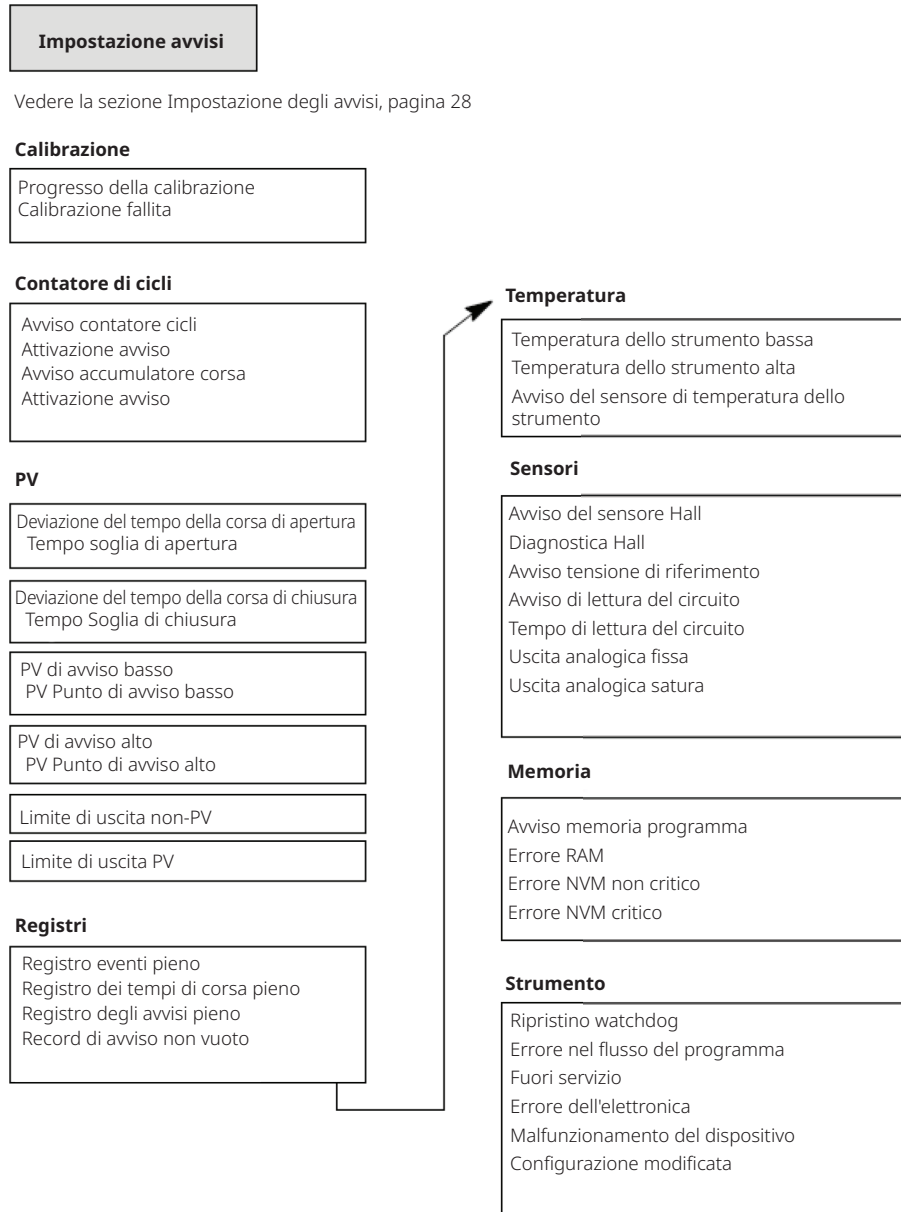 Impostazione avvisi
Vedere la sezione Impostazione degli avvisi, pagina 28
Calibrazione
Progresso della calibrazione
Calibrazione fallita
Contatore di cicli
Avviso contatore cicli
Attivazione avviso
Avviso accumulatore corsa
Attivazione avviso
PV
Deviazione del tempo della corsa di apertura
Tempo soglia di apertura
Deviazione del tempo della corsa di chiusura
Tempo Soglia di chiusura
PV di avviso basso
PV Punto di avviso basso
PV di avviso alto
PV Punto di avviso alto
Limite di uscita non-PV
Limite di uscita PV
Registri
Registro eventi pieno
Registro dei tempi di corsa pieno
Registro degli avvisi pieno
Record di avviso non vuoto
Temperatura
Temperatura dello strumento bassa
Temperatura dello strumento alta
Avviso del sensore di temperatura dello
strumento
Sensori
Avviso del sensore Hall
Diagnostica Hall
Avviso tensione di riferimento
Avviso di lettura del circuito
Tempo di lettura del circuito
Uscita analogica fissa
Uscita analogica satura
Memoria
Avviso memoria programma
Errore RAM
Errore NVM non critico
Errore NVM critico
Strumento
Ripristino watchdog
Errore nel flusso del programma
Fuori servizio
Errore dell'elettronica
Malfunzionamento del dispositivo
Configurazione modificata